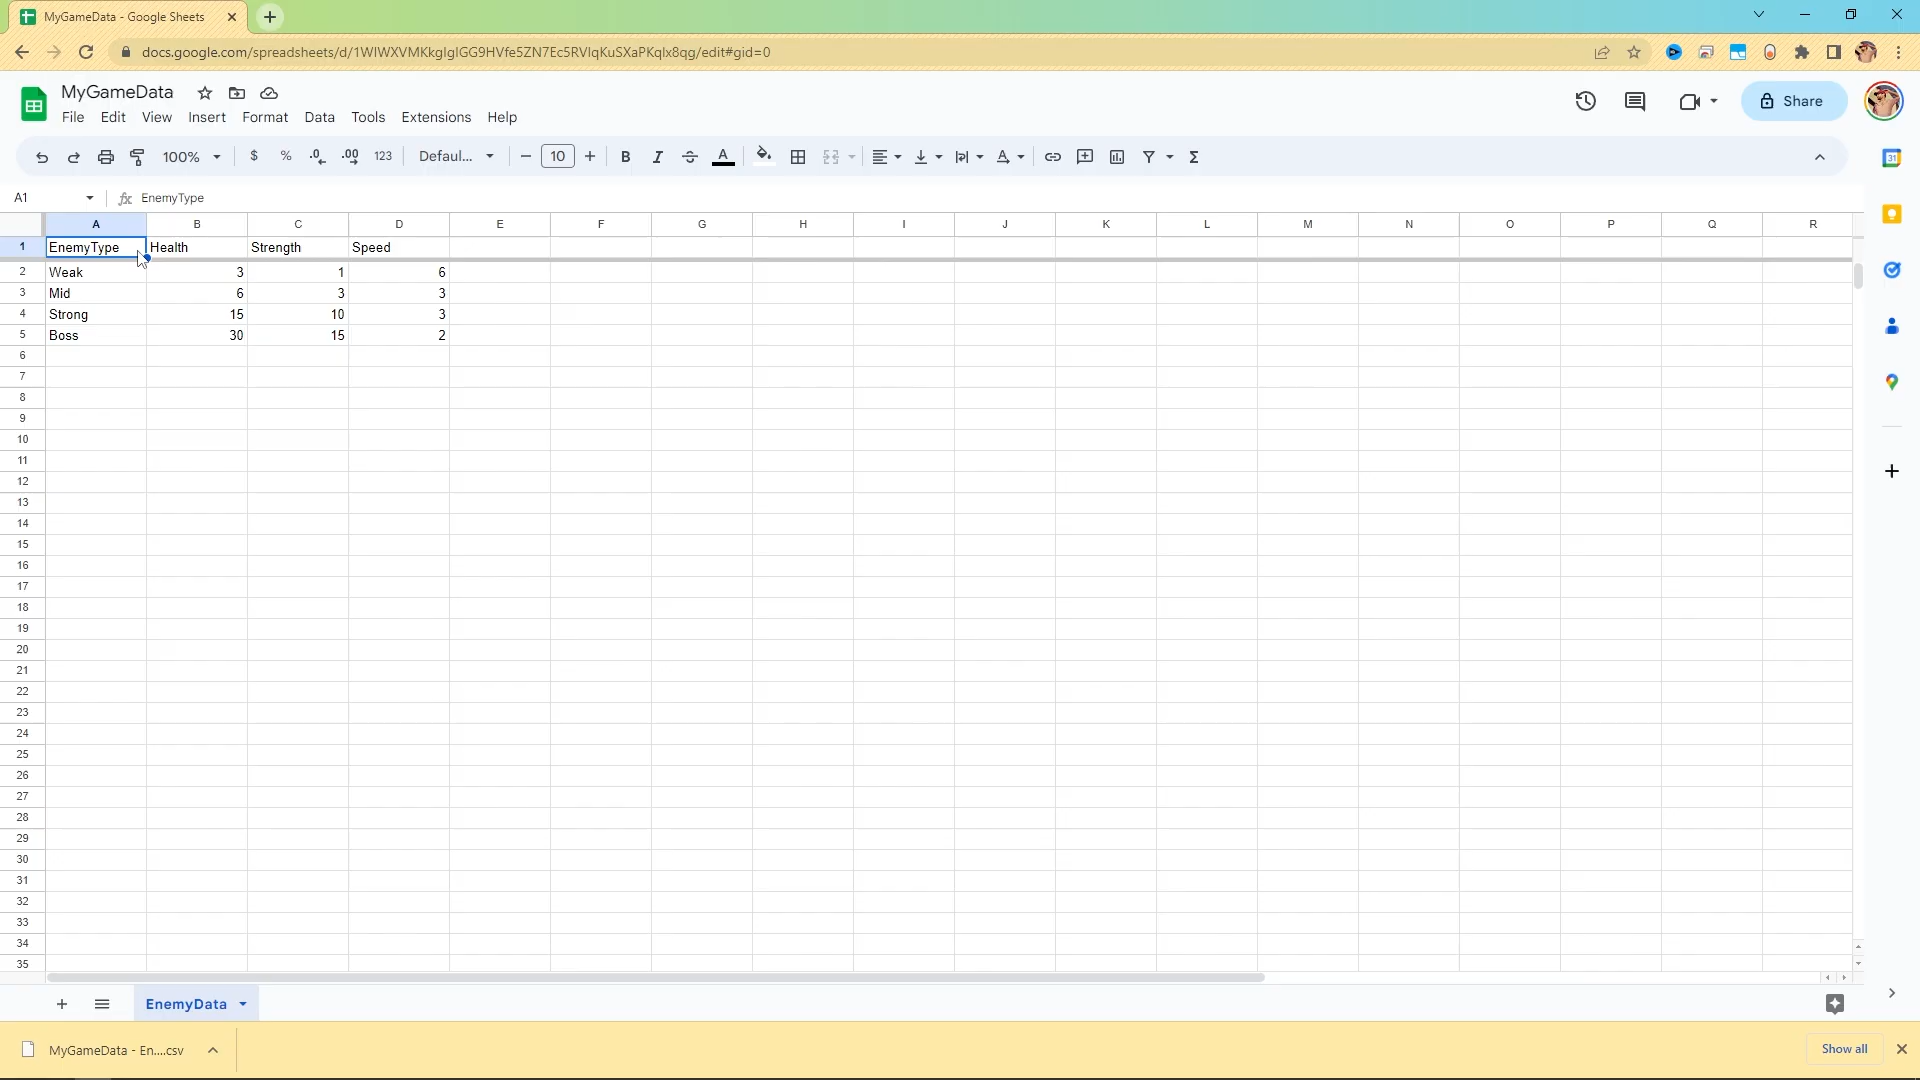 MyGameData - Google Sheets
docs.google.com/spreadsheets/d/1WIWXVMKkgIgIGG9HVfe5ZN7Ec5RVIqKuSXaPKqIx8qg/edit#gid=0
MyGameData
File Edit View Insert Format Data Tools Extensions Help
Share
100% $ % .0 .00 123 Defaul... 10 B I A
A1 fx EnemyType
A B C D E F G H I J K L M N O P Q R
1 EnemyType Health Strength Speed
2 Weak 3 1 6
3 Mid 6 3 3
4 Strong 15 10 3
5 Boss 30 15 2
6
7
8
9
10
11
12
13
14
15
16
17
18
19
20
21
22
23
24
25
26
27
28
29
30
31
32
33
34
35
EnemyData
MyGameData - En....csv
Show all